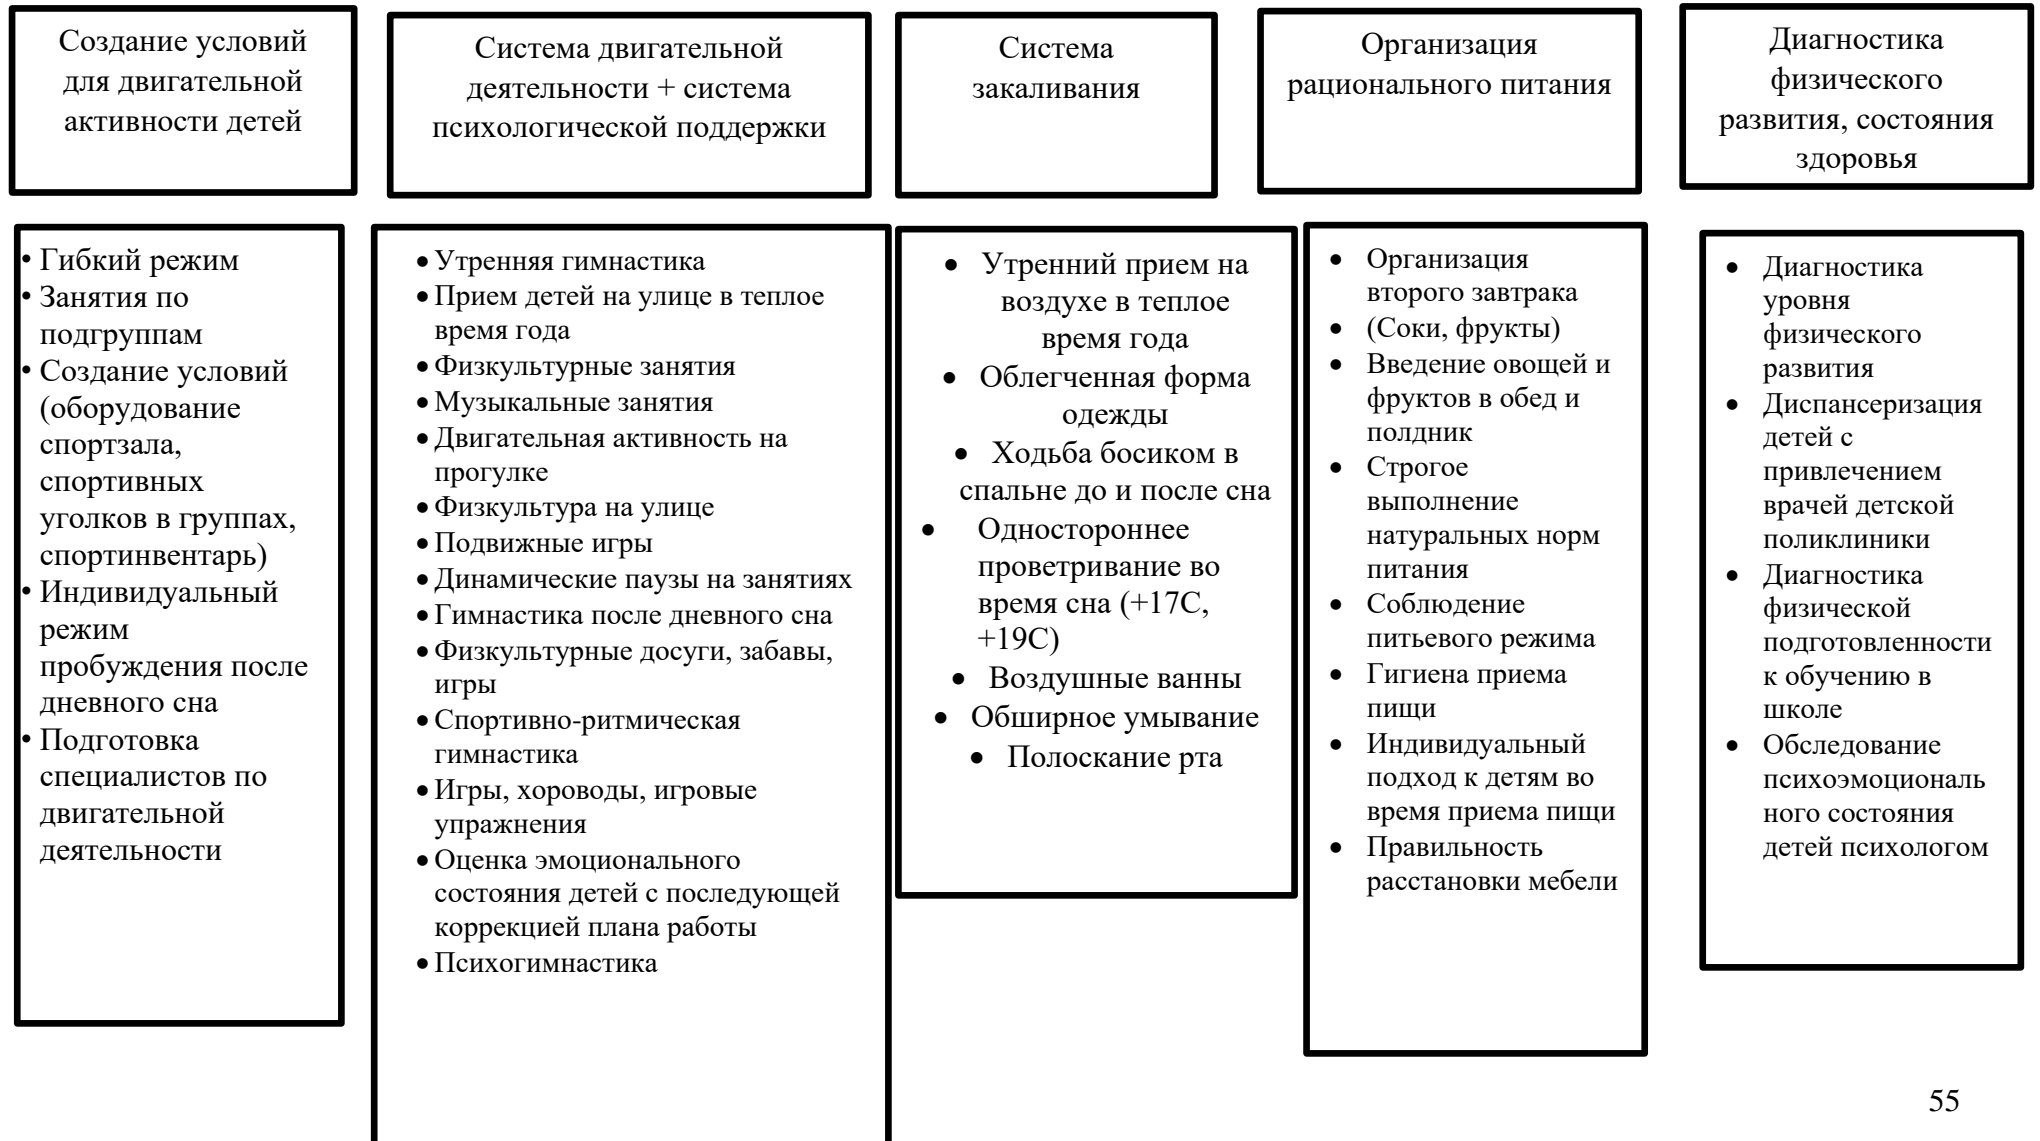 Создание условий
для двигательной
активности детей
Система двигательной
деятельности + система
психологической поддержки
Система
закаливания
Организация
рационального питания
Диагностика
физического
развития, состояния
здоровья
• Гибкий режим
• Занятия по
подгруппам
• Создание условий
(оборудование
спортзала,
спортивных
уголков в группах,
спортинвентарь)
• Индивидуальный
режим
пробуждения после
дневного сна
• Подготовка
специалистов по
двигательной
деятельности
• Утренняя гимнастика
• Прием детей на улице в теплое
время года
• Физкультурные занятия
• Музыкальные занятия
• Двигательная активность на
прогулке
• Физкультура на улице
• Подвижные игры
• Динамические паузы на занятиях
• Гимнастика после дневного сна
• Физкультурные досуги, забавы,
игры
• Спортивно-ритмическая
гимнастика
• Игры, хороводы, игровые
упражнения
• Оценка эмоционального
состояния детей с последующей
коррекцией плана работы
• Психогимнастика
• Утренний прием на
воздухе в теплое
время года
• Облегченная форма
одежды
• Ходьба босиком в
спальне до и после сна
• Одностороннее
проветривание во
время сна (+17С,
+19С)
• Воздушные ванны
• Обширное умывание
• Полоскание рта
• Организация
второго завтрака
• (Соки, фрукты)
• Введение овощей и
фруктов в обед и
полдник
• Строгое
выполнение
натуральных норм
питания
• Соблюдение
питьевого режима
• Гигиена приема
пищи
• Индивидуальный
подход к детям во
время приема пищи
• Правильность
расстановки мебели
• Диагностика
уровня
физического
развития
• Диспансеризация
детей с
привлечением
врачей детской
поликлиники
• Диагностика
физической
подготовленности
к обучению в
школе
• Обследование
психоэмоциональ
ного состояния
детей психологом
55